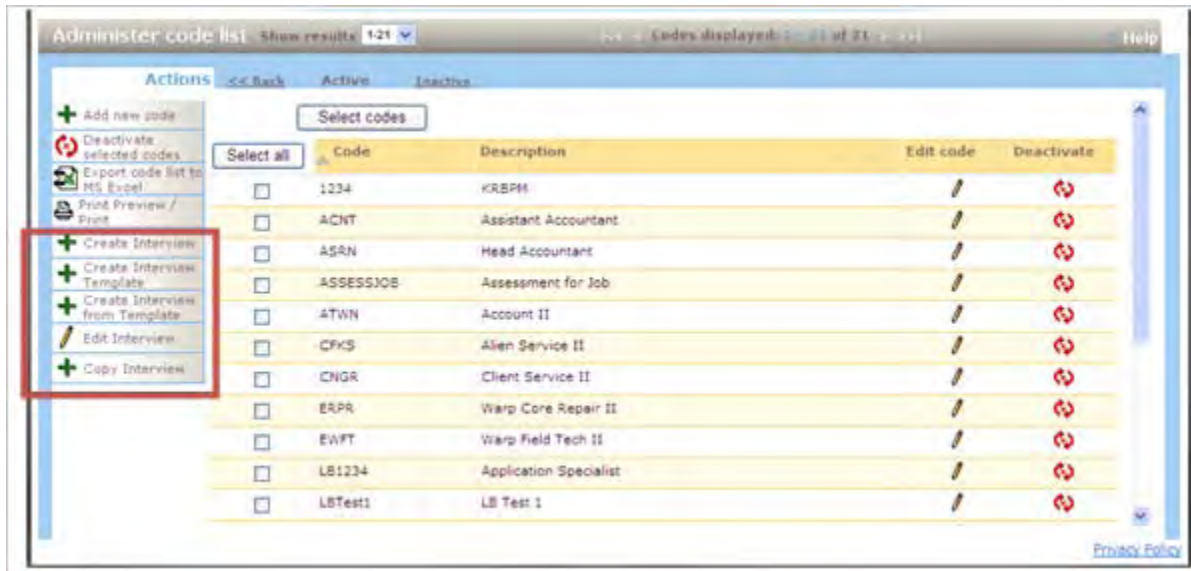 Administer code list Show results 1-21 Codes displayed: 1 - 21 of 21 Help
Actions << Back Active Inactive
Add new code
Deactivate
selected codes
Export code list to
MS Excel
Print Preview /
Print
Create Interview
Create Interview
Template
Create Interview
from Template
Edit Interview
Copy Interview
Select codes
Select all Code Description Edit code Deactivate
1234 KRBPM
ACNT Assistant Accountant
ASRN Head Accountant
ASSESSJOB Assessment for Job
ATWN Account II
CFKS Alien Service II
CNGR Client Service II
ERPR Warp Core Repair II
EWFT Warp Field Tech II
LB1234 Application Specialist
LBTest1 LB Test 1
Privacy Policy